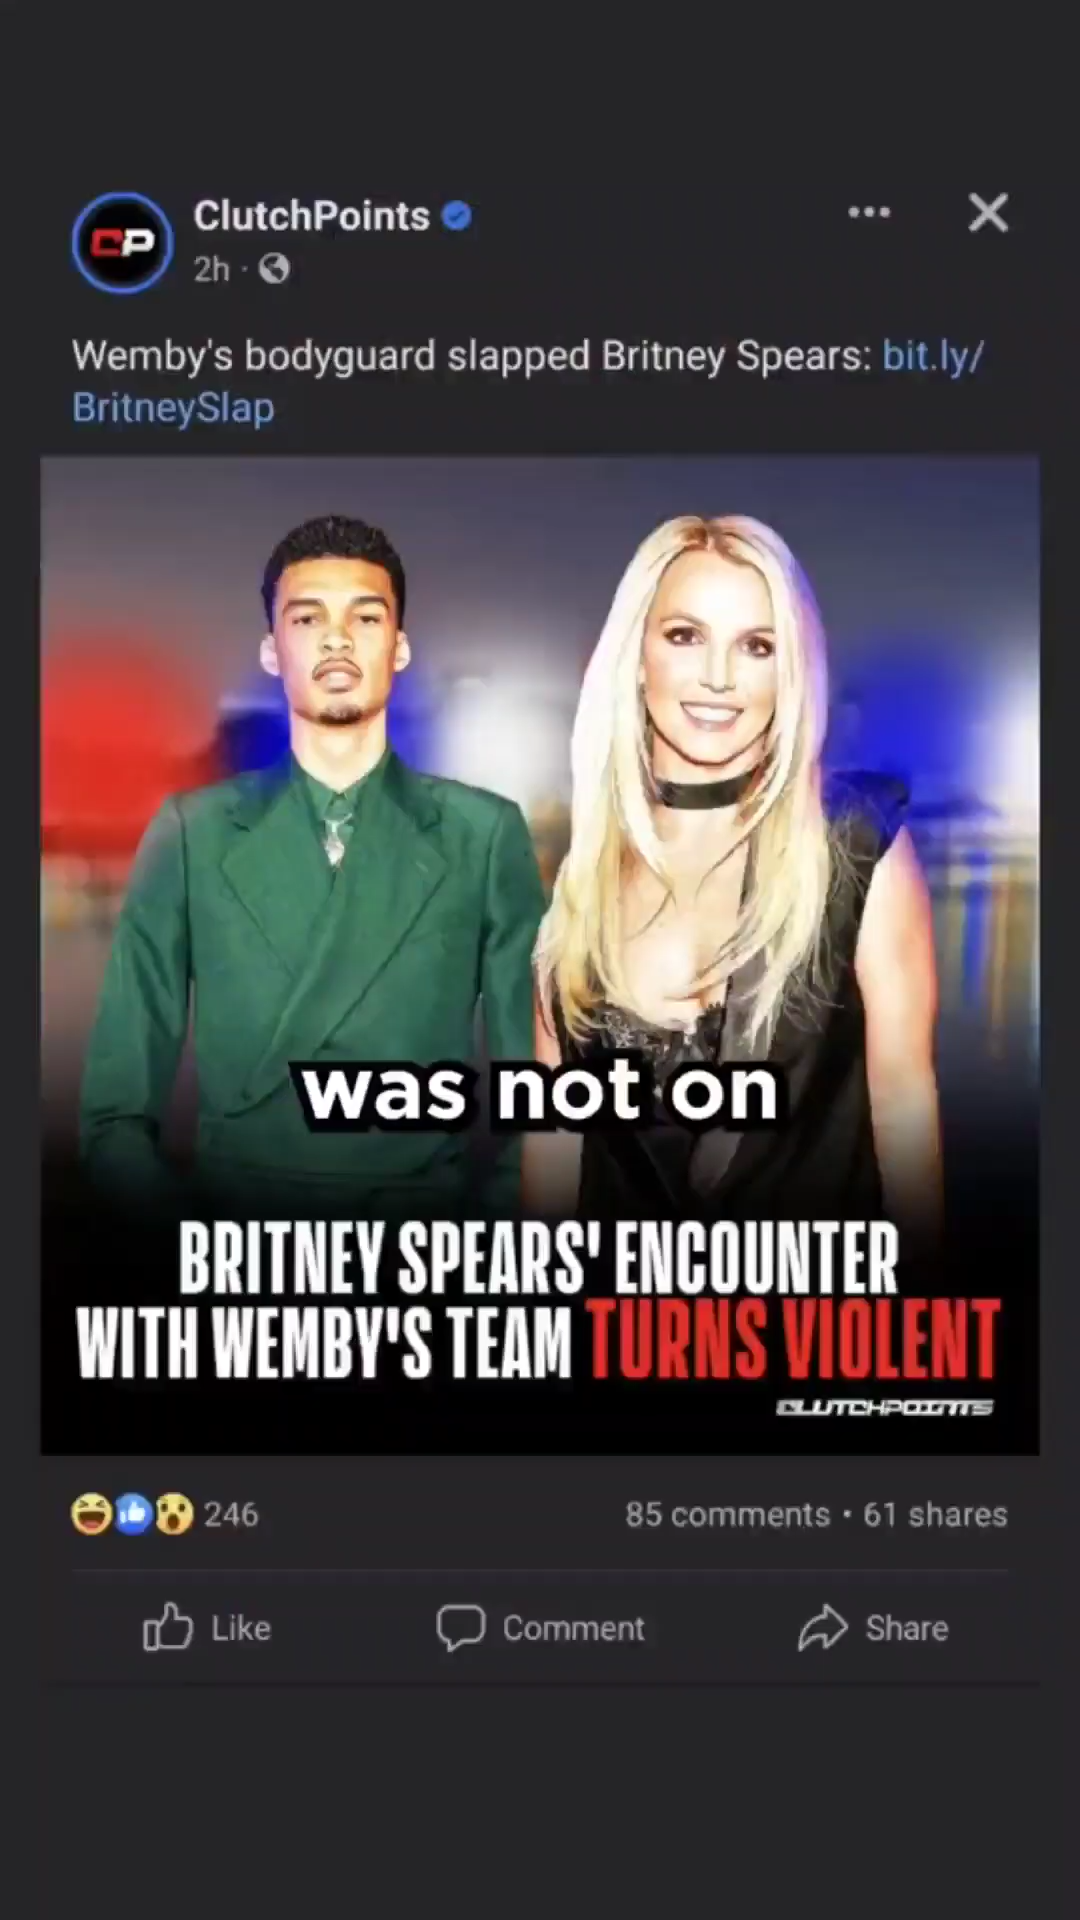 CP
ClutchPoints
2h ·
Wemby's bodyguard slapped Britney Spears: bit.ly/
BritneySlap
was not on
BRITNEY SPEARS' ENCOUNTER
WITH WEMBY'S TEAM TURNS VIOLENT
CLUTCHPOINTS
246
85 comments • 61 shares
Like
Comment
Share